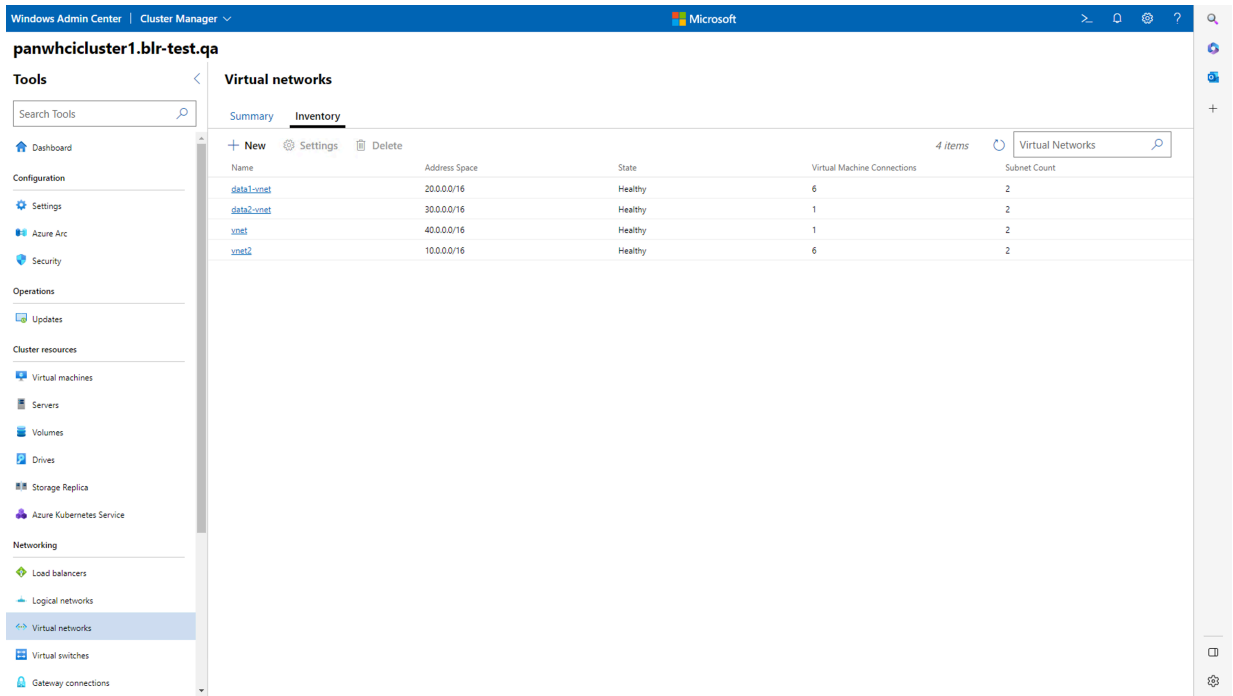 Windows Admin Center | Cluster Manager
Microsoft
panwhcicluster1.blr-test.qa
Tools
Search Tools
Dashboard
Configuration
Settings
Azure Arc
Security
Operations
Updates
Cluster resources
Virtual machines
Servers
Volumes
Drives
Storage Replica
Azure Kubernetes Service
Networking
Load balancers
Logical networks
Virtual networks
Virtual switches
Gateway connections
Virtual networks
Summary Inventory
New Settings Delete 4 items Virtual Networks
Name Address Space State Virtual Machine Connections Subnet Count
data1-vnet 20.0.0.0/16 Healthy 6 2
data2-vnet 30.0.0.0/16 Healthy 1 2
vnet 40.0.0.0/16 Healthy 1 2
vnet2 10.0.0.0/16 Healthy 6 2